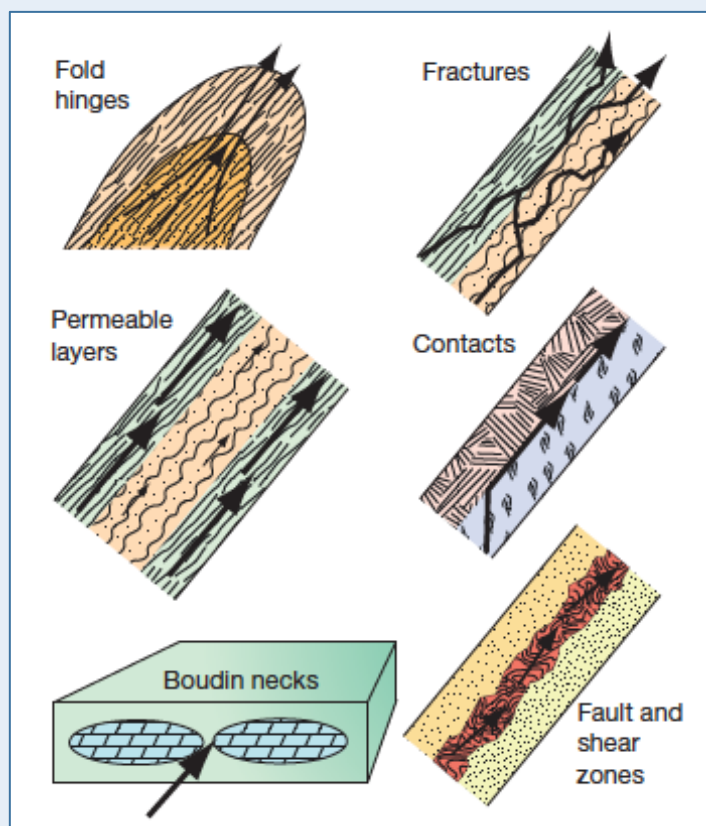 Fold
hinges
Fractures
Permeable
layers
Contacts
Boudin necks
Fault and
shear
zones